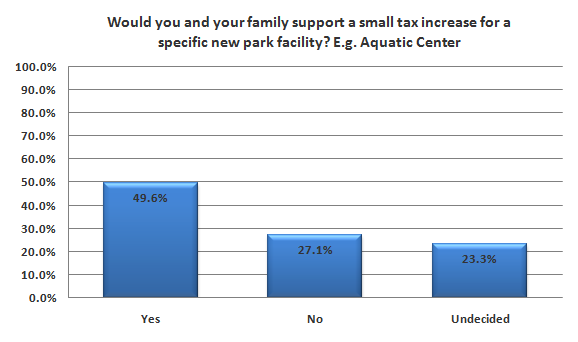 Would you and your family support a small tax increase for a
specific new park facility? E.g. Aquatic Center
100.0%
90.0%
80.0%
70.0%
60.0%
50.0%
40.0%
30.0%
20.0%
10.0%
0.0%
49.6%
27.1%
23.3%
Yes
No
Undecided